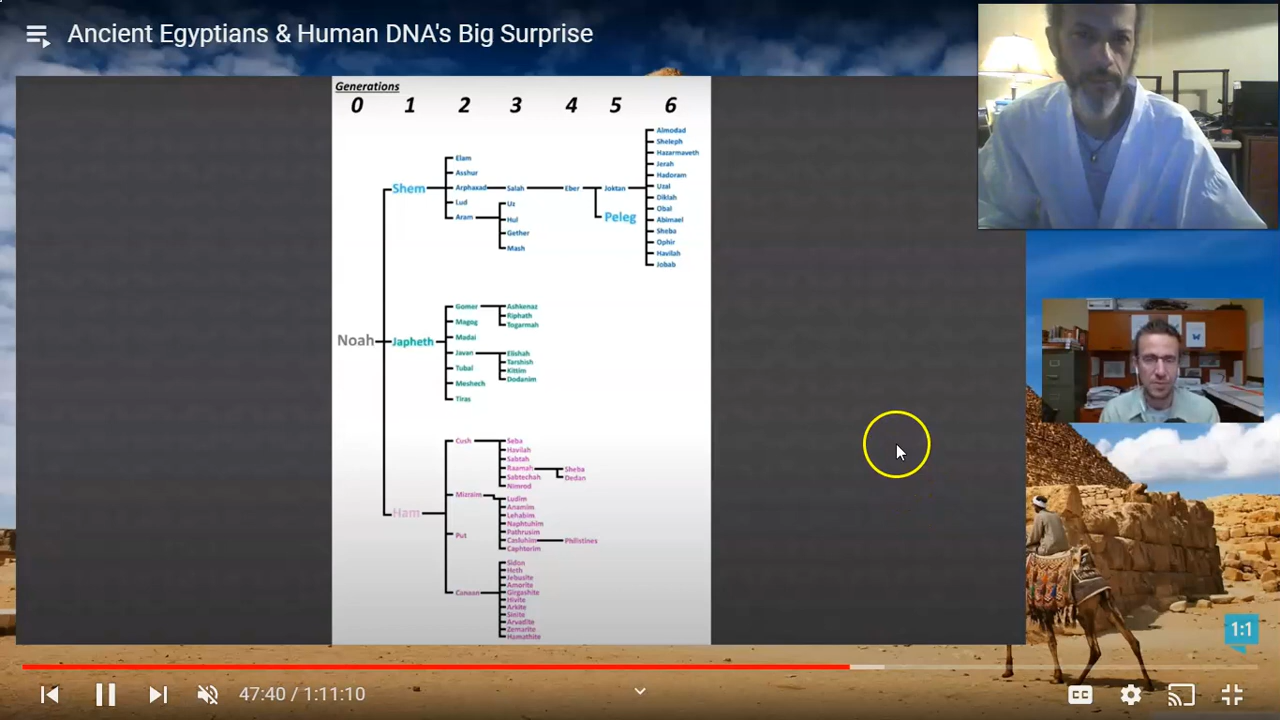 Ancient Egyptians & Human DNA's Big Surprise
Generations
0 1 2 3 4 5 6
Almodad
Sheleph
Hazarmaveth
Jerah
Hadoram
Uzal
Diklah
Obal
Abimael
Sheba
Ophir
Havilah
Jobab
Elam
Asshur
Shem Arphaxad Salah Eber Joktan
Lud Uz
Aram Hul Peleg
Gether
Mash
Gomer Ashkenaz
Riphath
Magog Togarmah
Madai
Noah Japheth
Javan Elishah
Tarshish
Tubal Kittim
Dodanim
Meshech
Tiras
Cush Seba
Havilah
Sabtah
Raamah Sheba
Sabtechah Dedan
Nimrod
Mizraim Ludim
Anamim
Ham Lehabim
Naphtuhim
Put Pathrusim
Casluhim Philistines
Caphtorim
Sidon
Heth
Jebusite
Amorite
Canaan Girgashite
Hivite
Arkite
Sinite
Arvadite
Zemarite
Hamathite
1:1
47:40 / 1:11:10
CC